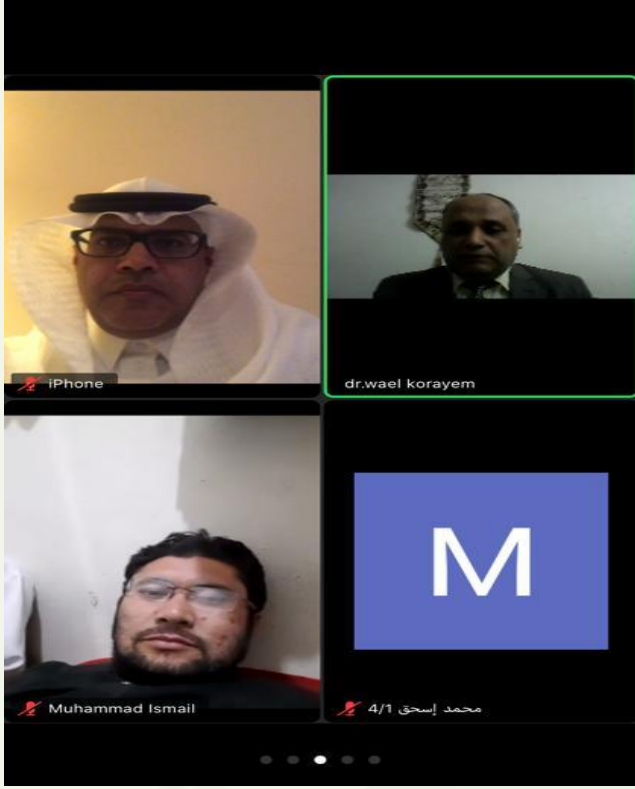 iPhone
dr.wael korayem
M
Muhammad Ismail
محمد إسحق 4/1